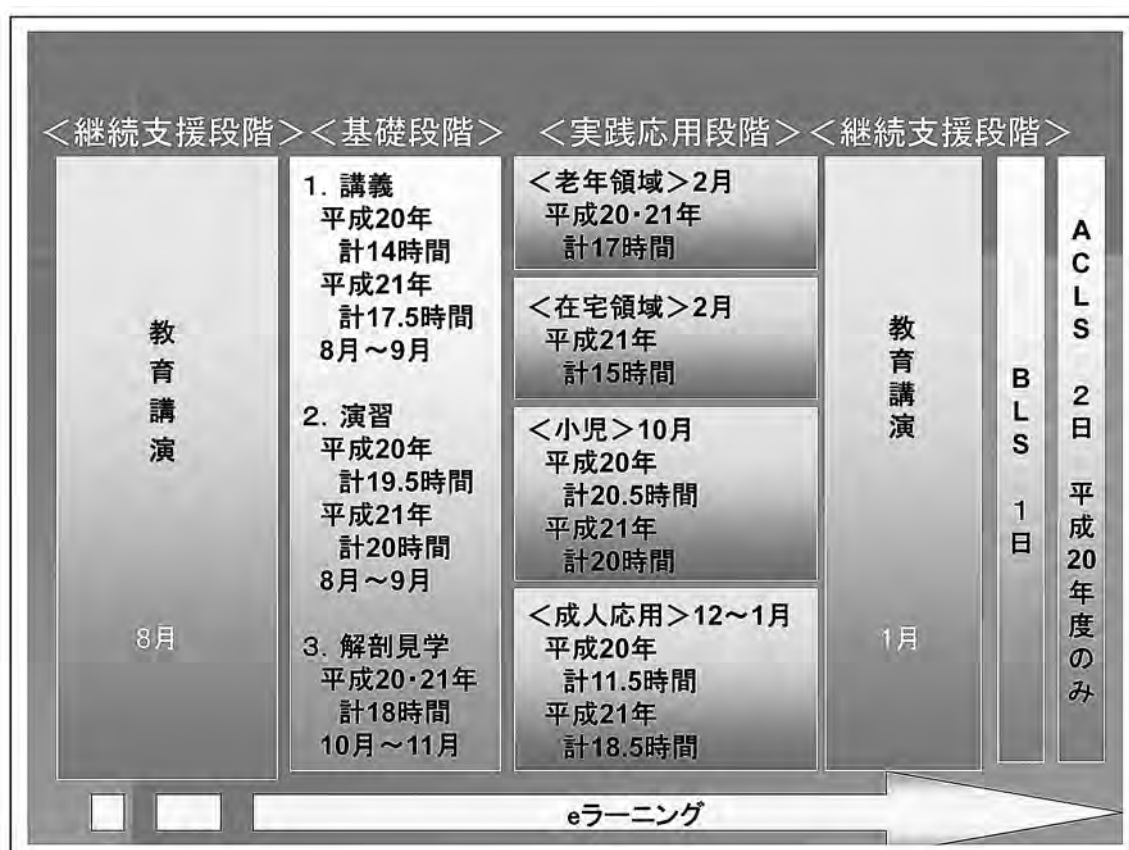 ＜継続支援段階＞＜基礎段階＞ ＜実践応用段階＞＜継続支援段階＞
教育講演
8月
1. 講義
平成20年
計14時間
平成21年
計17.5時間
8月～9月
2. 演習
平成20年
計19.5時間
平成21年
計20時間
8月～9月
3. 解剖見学
平成20・21年
計18時間
10月～11月
＜老年領域＞2月
平成20・21年
計17時間
＜在宅領域＞2月
平成21年
計15時間
＜小児＞10月
平成20年
計20.5時間
平成21年
計20時間
＜成人応用＞12～1月
平成20年
計11.5時間
平成21年
計18.5時間
教育講演
1月
BLS 1日
ACLS 2日 平成20年度のみ
eラーニング